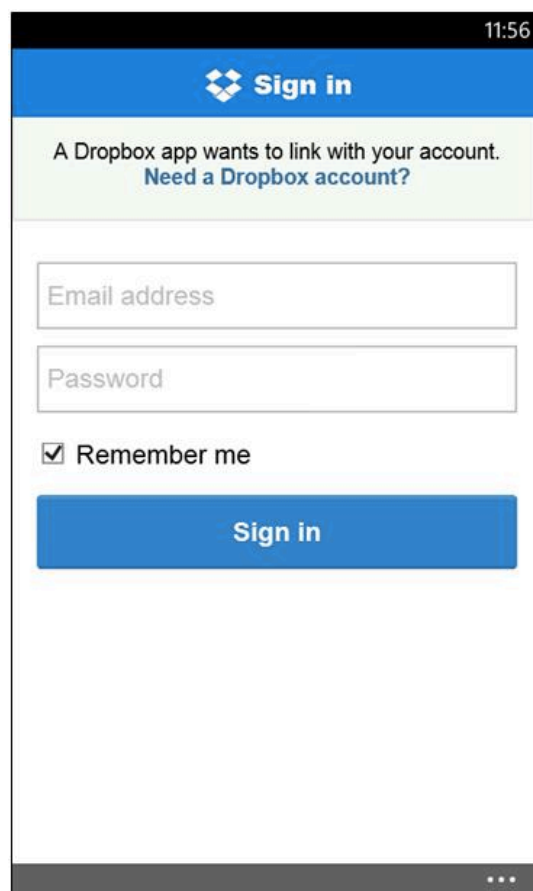 11:56
Sign in
A Dropbox app wants to link with your account.
Need a Dropbox account?
Email address
Password
Remember me
Sign in